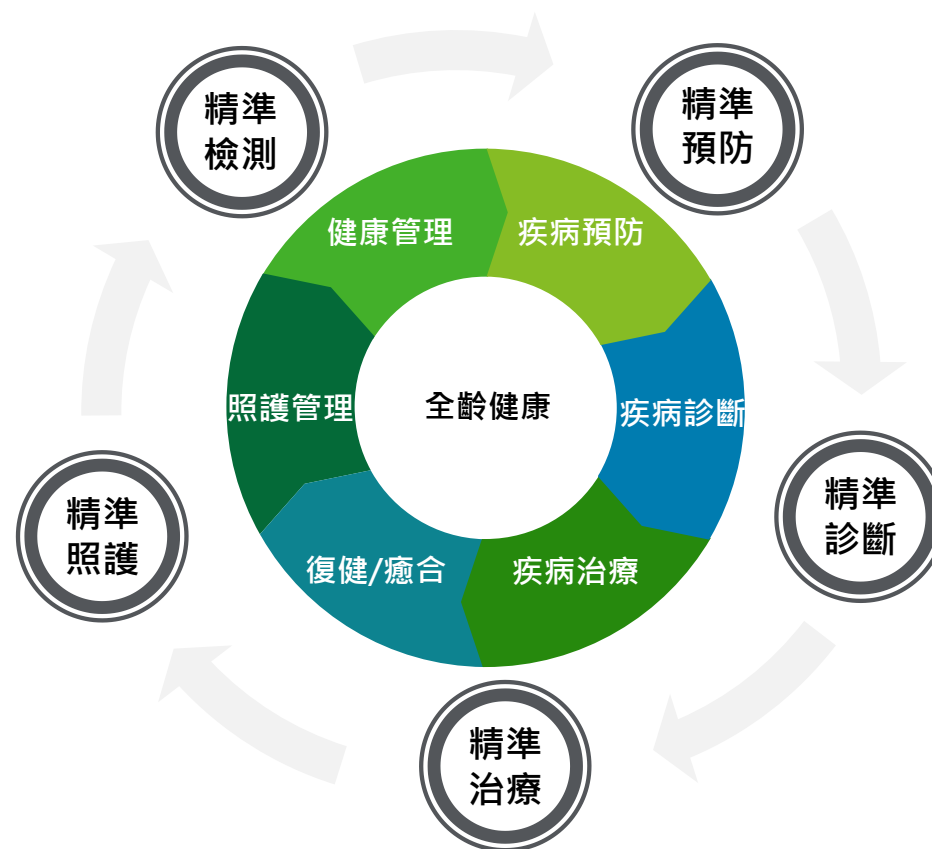 精準
檢測
精準
預防
健康管理
疾病預防
照護管理
全齡健康
疾病診斷
精準
照護
精準
診斷
復健/癒合
疾病治療
精準
治療